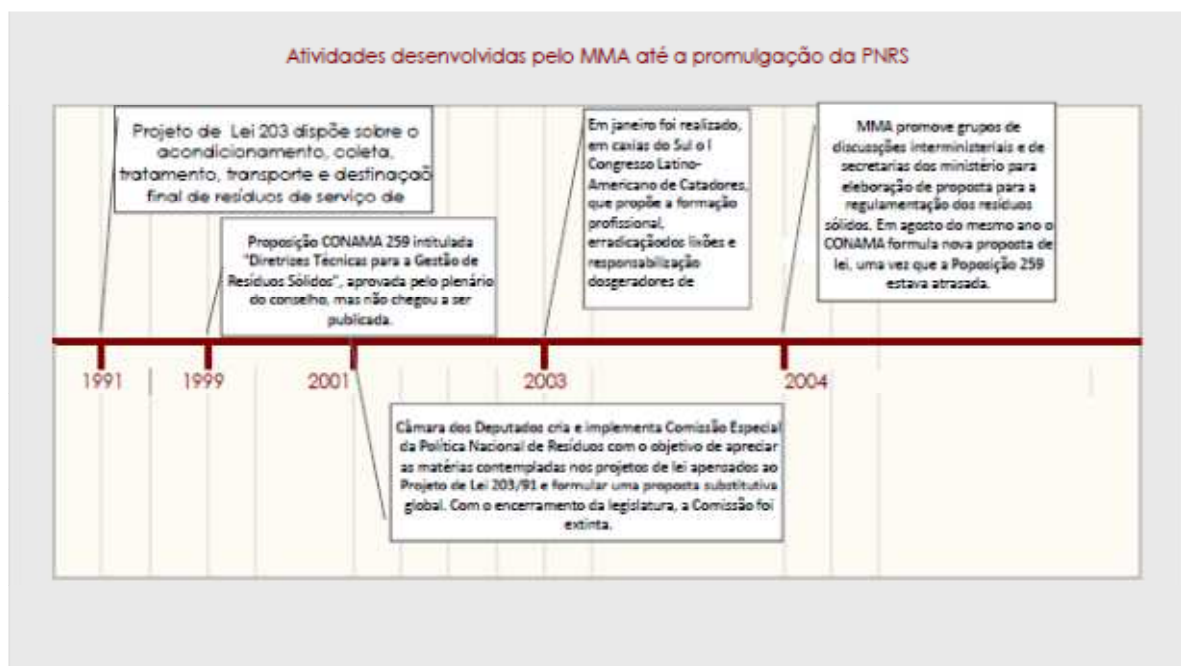 Atividades desenvolvidas pelo MMA até a promulgação da PNRS
Projeto de Lei 203 dispõe sobre o
acondicionamento, coleta,
tratamento, transporte e destinaçaõ
final de resíduos de serviço de
Proposição CONAMA 259 intitulada
"Diretrizes Técnicas para a Gestão de
Resíduos Sólidos", aprovada pelo plenário
do conselho, mas não chegou a ser
publicada.
Em janeiro foi realizado,
em caxias do Sul o I
Congresso Latino-
Americano de Catadores,
que propõe a formação
profissional,
erradicaçãodos lixões e
responsabilização
dosgeradores de
MMA promove grupos de
discussões interministeriais e de
secretarias dos ministério para
elaboração de proposta para a
regulamentação dos resíduos
sólidos. Em agosto do mesmo ano o
CONAMA formula nova proposta de
lei, uma vez que a Poposição 259
estava atrasada.
1991
1999
2001
2003
2004
Câmara dos Deputados cria e implementa Comissão Especial
da Política Nacional de Resíduos com o objetivo de apreciar
as matérias contempladas nos projetos de lei apensados ao
Projeto de Lei 203/91 e formular uma proposta substitutiva
global. Com o encerramento da legislatura, a Comissão foi
extinta.